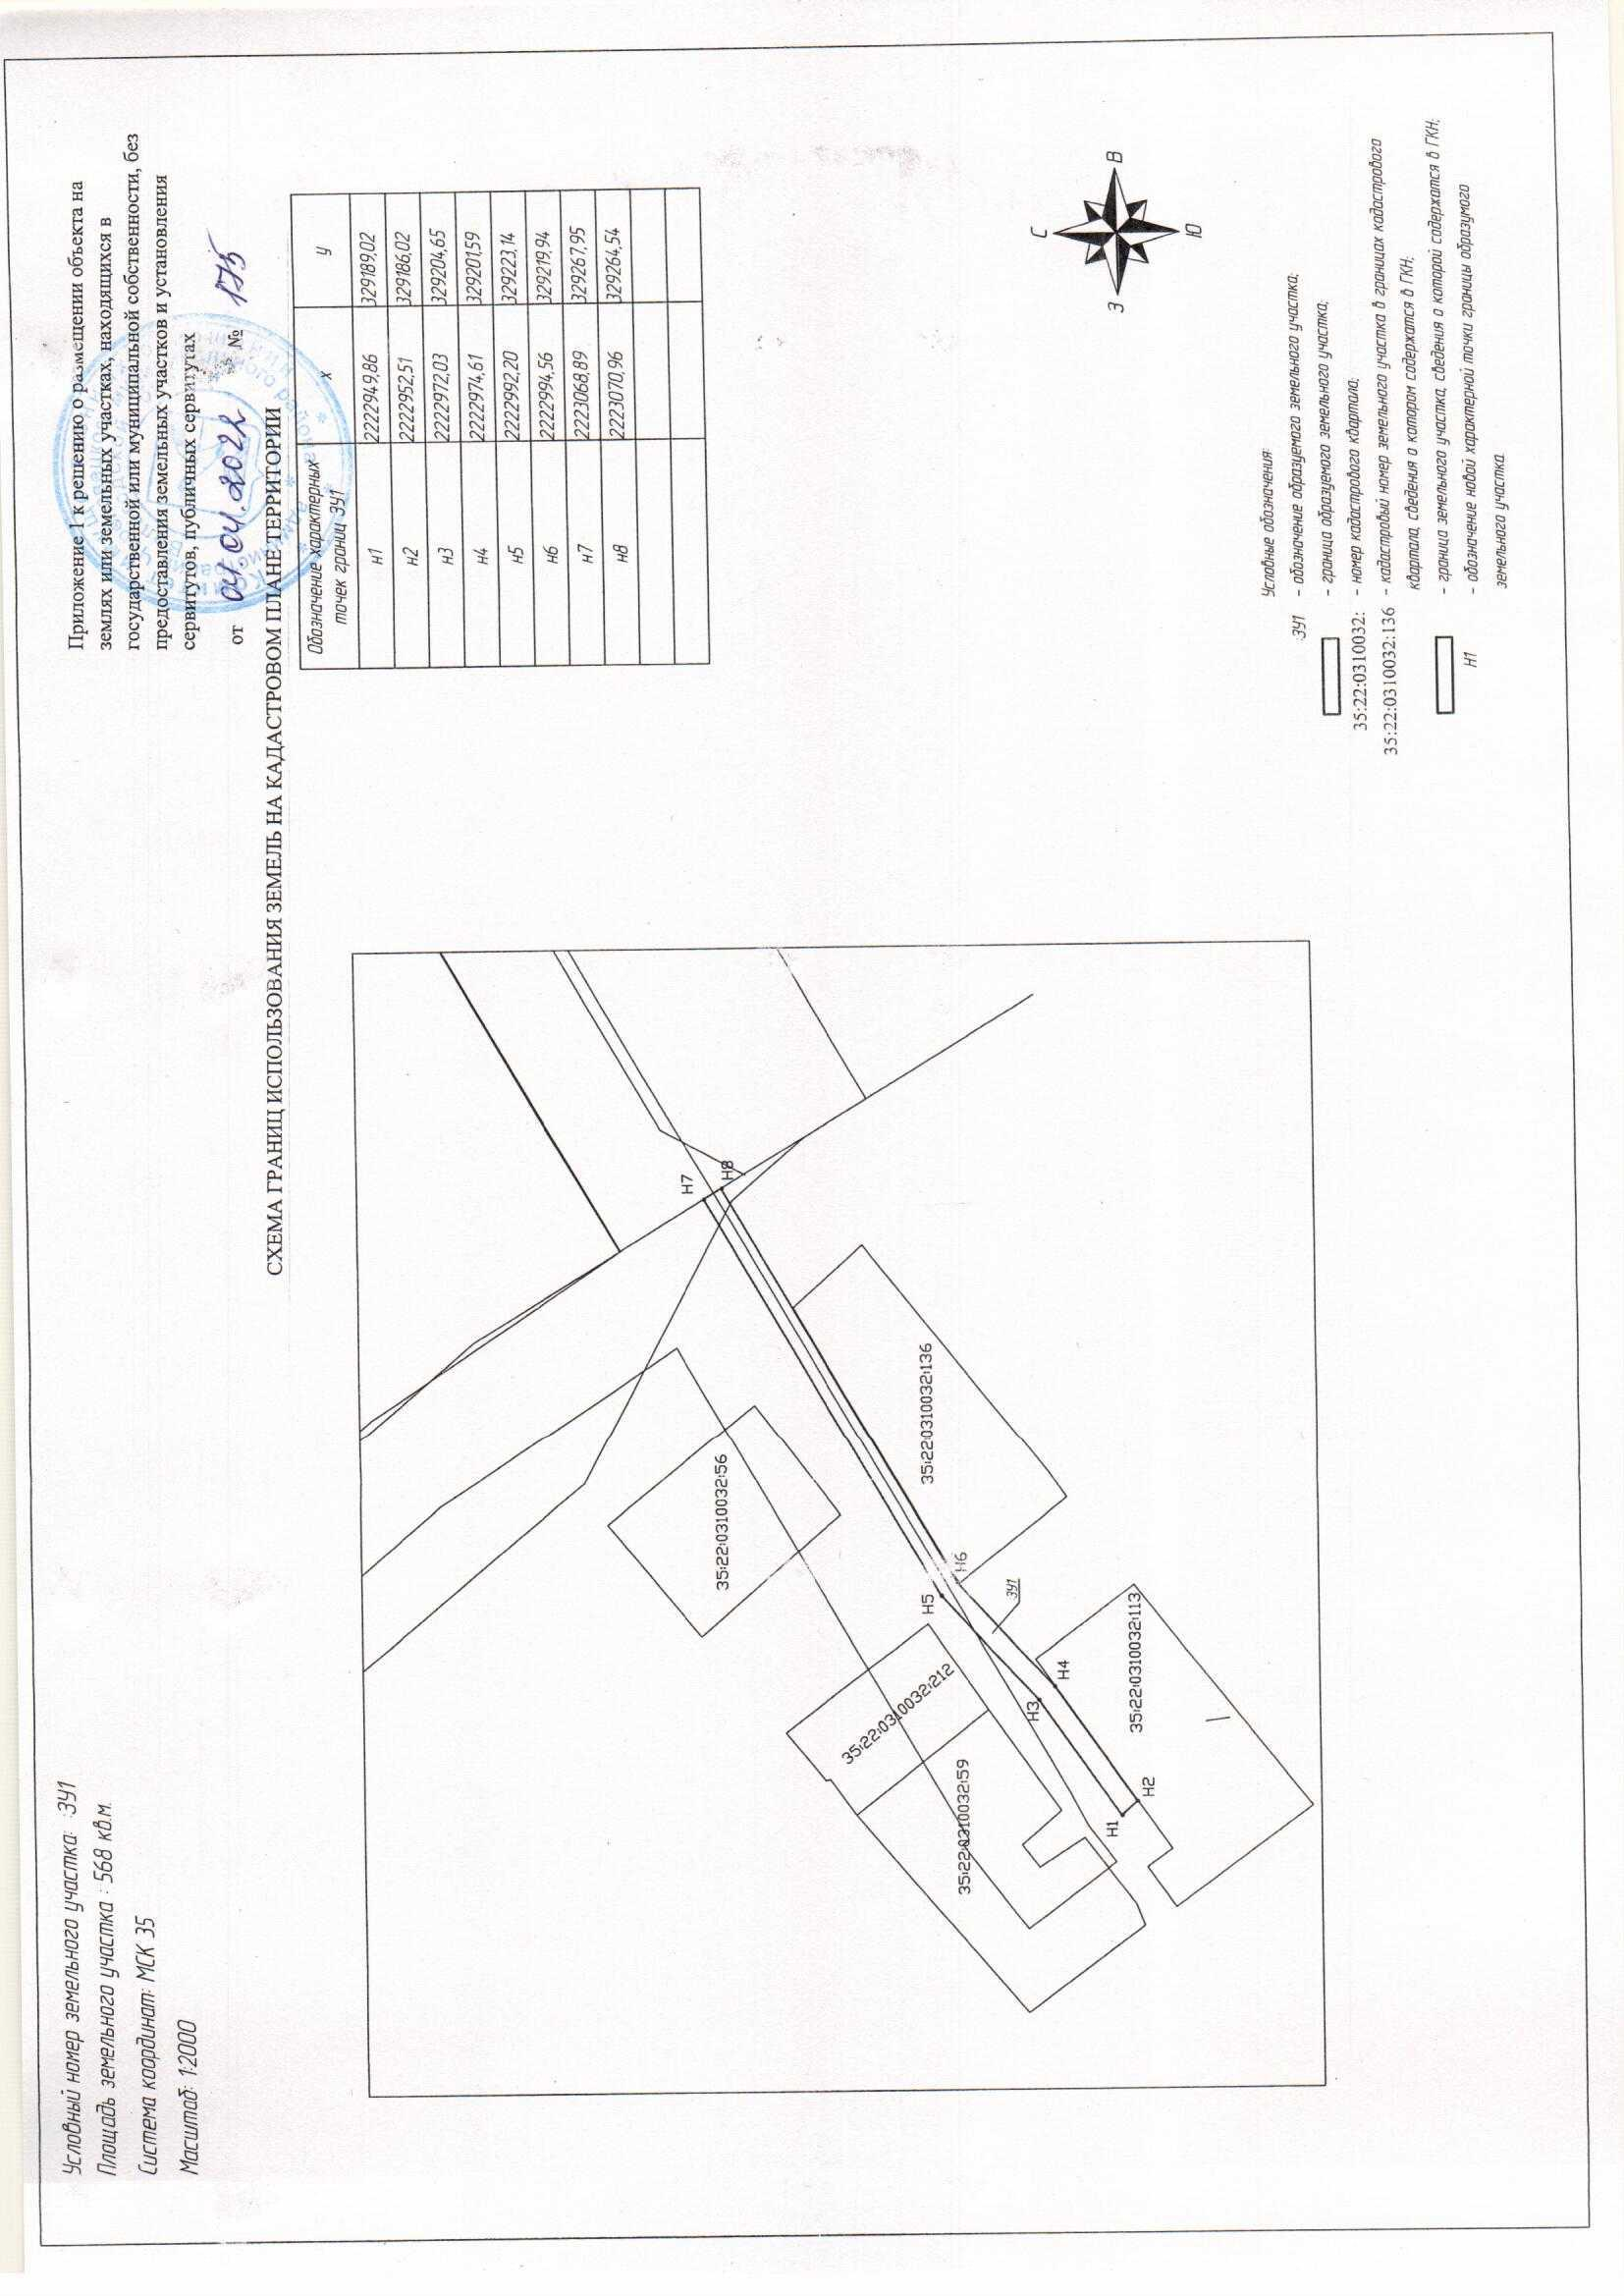 Условный номер земельного участка: :ЗУ1
Площадь земельного участка : 568 кв.м.
Система координат: МСК 35
Масштаб: 1:2000
Приложение 1 к решению о размещении объекта на
землях или земельных участках, находящихся в
государственной или муниципальной собственности, без
предоставления земельных участков и установления
сервитутов, публичных сервитутах
от 04.04.2022 № 175
СХЕМА ГРАНИЦ ИСПОЛЬЗОВАНИЯ ЗЕМЕЛЬ НА КАДАСТРОВОМ ПЛАНЕ ТЕРРИТОРИИ
Обозначение характерных точек границ ЗУ1 x y
н1 2222949,86 329189,02
н2 2222952,51 329186,02
н3 2222972,03 329204,65
н4 2222974,61 329201,59
н5 2222992,20 329223,14
н6 2222994,56 329219,94
н7 2223068,89 329267,95
н8 2223070,96 329264,54
35:22:0310032:56
Н7
Н8
35:22:0310032:212
Н5
Н6
35:22:0310032:136
35:22:0310032:59
ЗУ1
Н3
Н4
Н1
Н2
35:22:0310032:113
С
З
В
Ю
Условные обозначения:
:ЗУ1 – обозначение образуемого земельного участка;
– граница образуемого земельного участка;
35:22:0310032: – номер кадастрового квартала;
35:22:0310032:136 – кадастровый номер земельного участка в границах кадастрового
квартала, сведения о котором содержатся в ГКН;
– граница земельного участка, сведения о которой содержатся в ГКН;
Н1 – обозначение новой характерной точки границы образумого
земельного участка